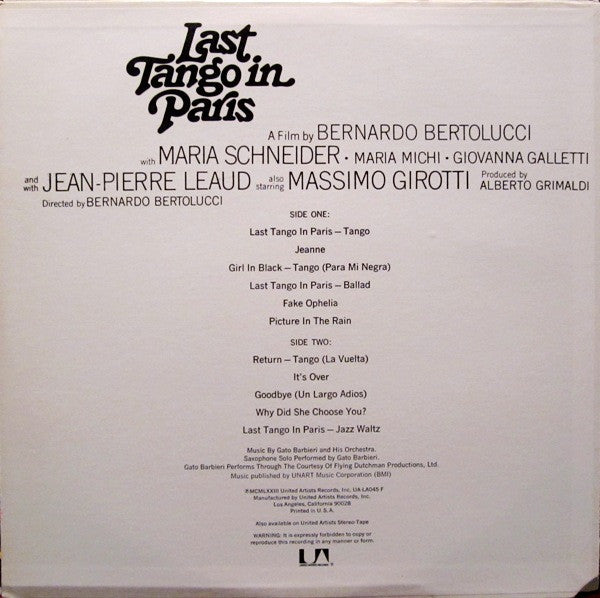 Last
Tango in
Paris
A Film by BERNARDO BERTOLUCCI
with MARIA SCHNEIDER · MARIA MICHI · GIOVANNA GALLETTI
and with JEAN-PIERRE LEAUD also starring MASSIMO GIROTTI Produced by ALBERTO GRIMALDI
Directed by BERNARDO BERTOLUCCI
SIDE ONE:
Last Tango In Paris – Tango
Jeanne
Girl In Black – Tango (Para Mi Negra)
Last Tango In Paris – Ballad
Fake Ophelia
Picture In The Rain
SIDE TWO:
Return – Tango (La Vuelta)
It's Over
Goodbye (Un Largo Adios)
Why Did She Choose You?
Last Tango In Paris – Jazz Waltz
Music By Gato Barbieri and His Orchestra.
Saxophone Solo Performed by Gato Barbieri.
Gato Barbieri Performs Through The Courtesy Of Flying Dutchman Productions, Ltd.
Music published by UNART Music Corporation (BMI)
℗ MCMLXXIII United Artists Records, Inc. UA-LA045-F
Manufactured by United Artists Records, Inc.
Los Angeles, California 90028
Printed in U.S.A.
Also available on United Artists Stereo-Tape
WARNING: It is expressly forbidden to copy or
reproduce this recording in any manner or form.
UA